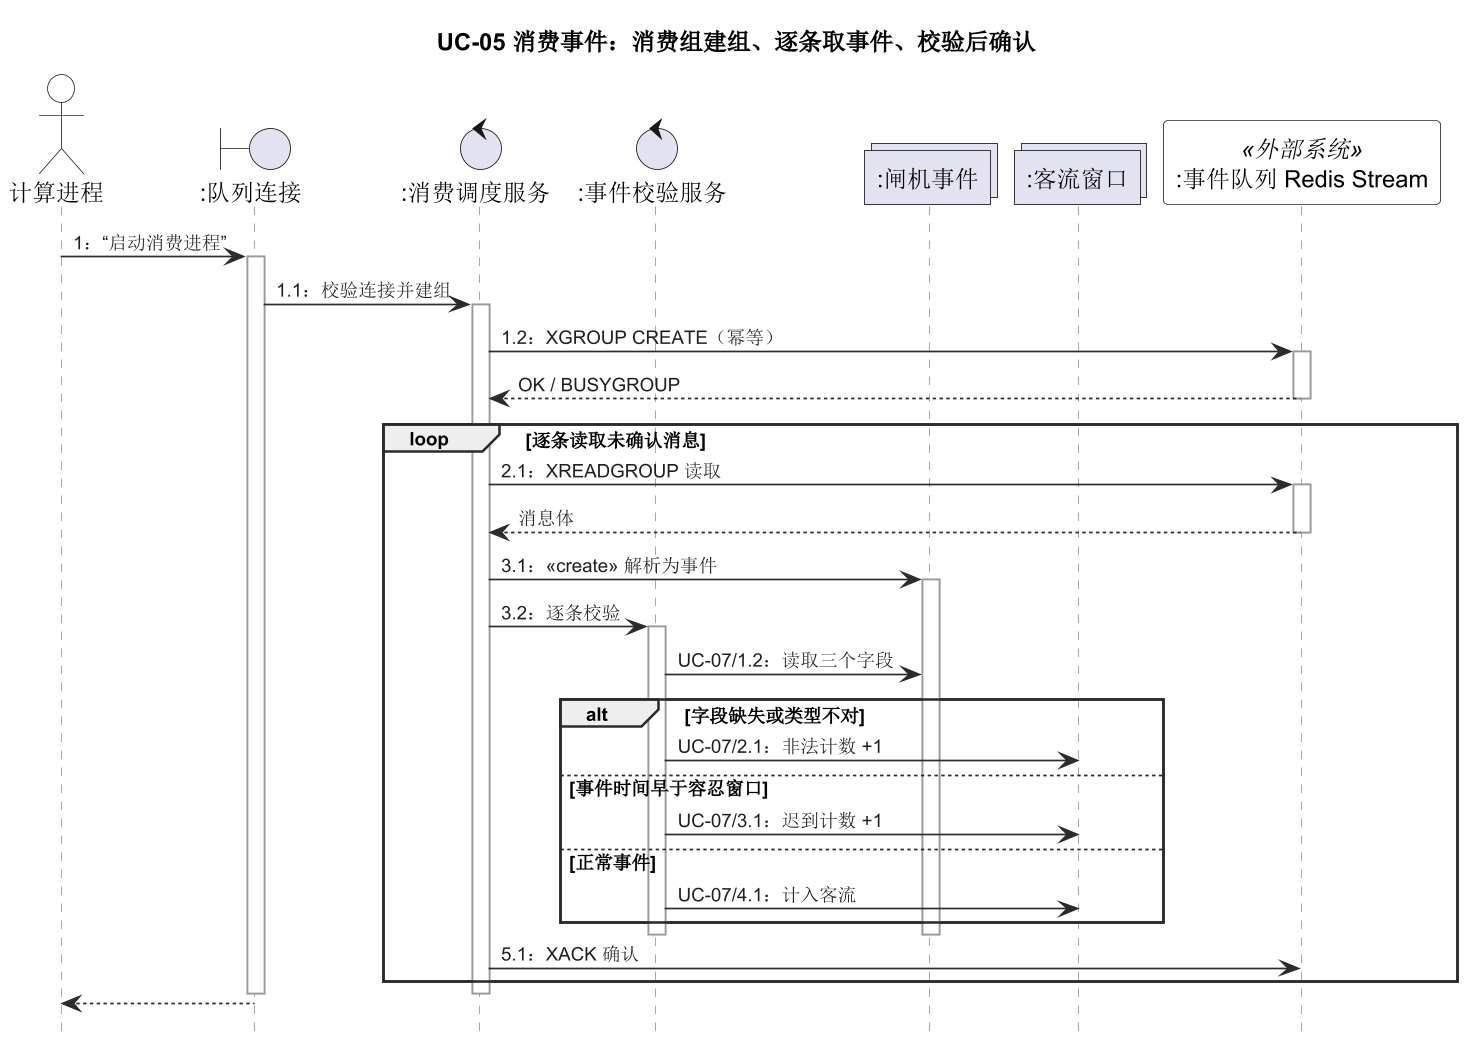 UC-05 消费事件：消费组建组、逐条取事件、校验后确认
计算进程
:队列连接
:消费调度服务
:事件校验服务
:闸机事件
:客流窗口
«外部系统»
:事件队列 Redis Stream
1：“启动消费进程”
1.1：校验连接并建组
1.2：XGROUP CREATE（幂等）
OK / BUSYGROUP
loop
[逐条读取未确认消息]
2.1：XREADGROUP 读取
消息体
3.1：«create» 解析为事件
3.2：逐条校验
UC-07/1.2：读取三个字段
alt
[字段缺失或类型不对]
UC-07/2.1：非法计数 +1
[事件时间早于容忍窗口]
UC-07/3.1：迟到计数 +1
[正常事件]
UC-07/4.1：计入客流
5.1：XACK 确认